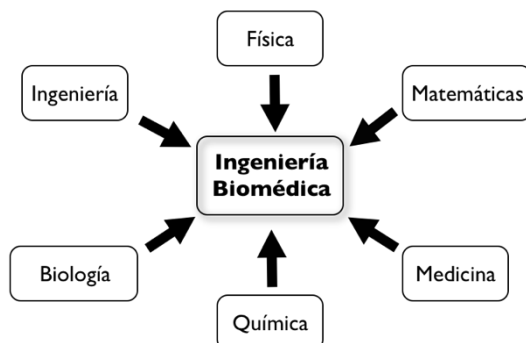 Física
Ingeniería
Matemáticas
Ingeniería
Biomédica
Biología
Medicina
Química